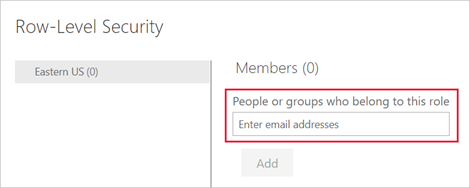 Row-Level Security
Eastern US (0)
Members (0)
People or groups who belong to this role
Enter email addresses
Add